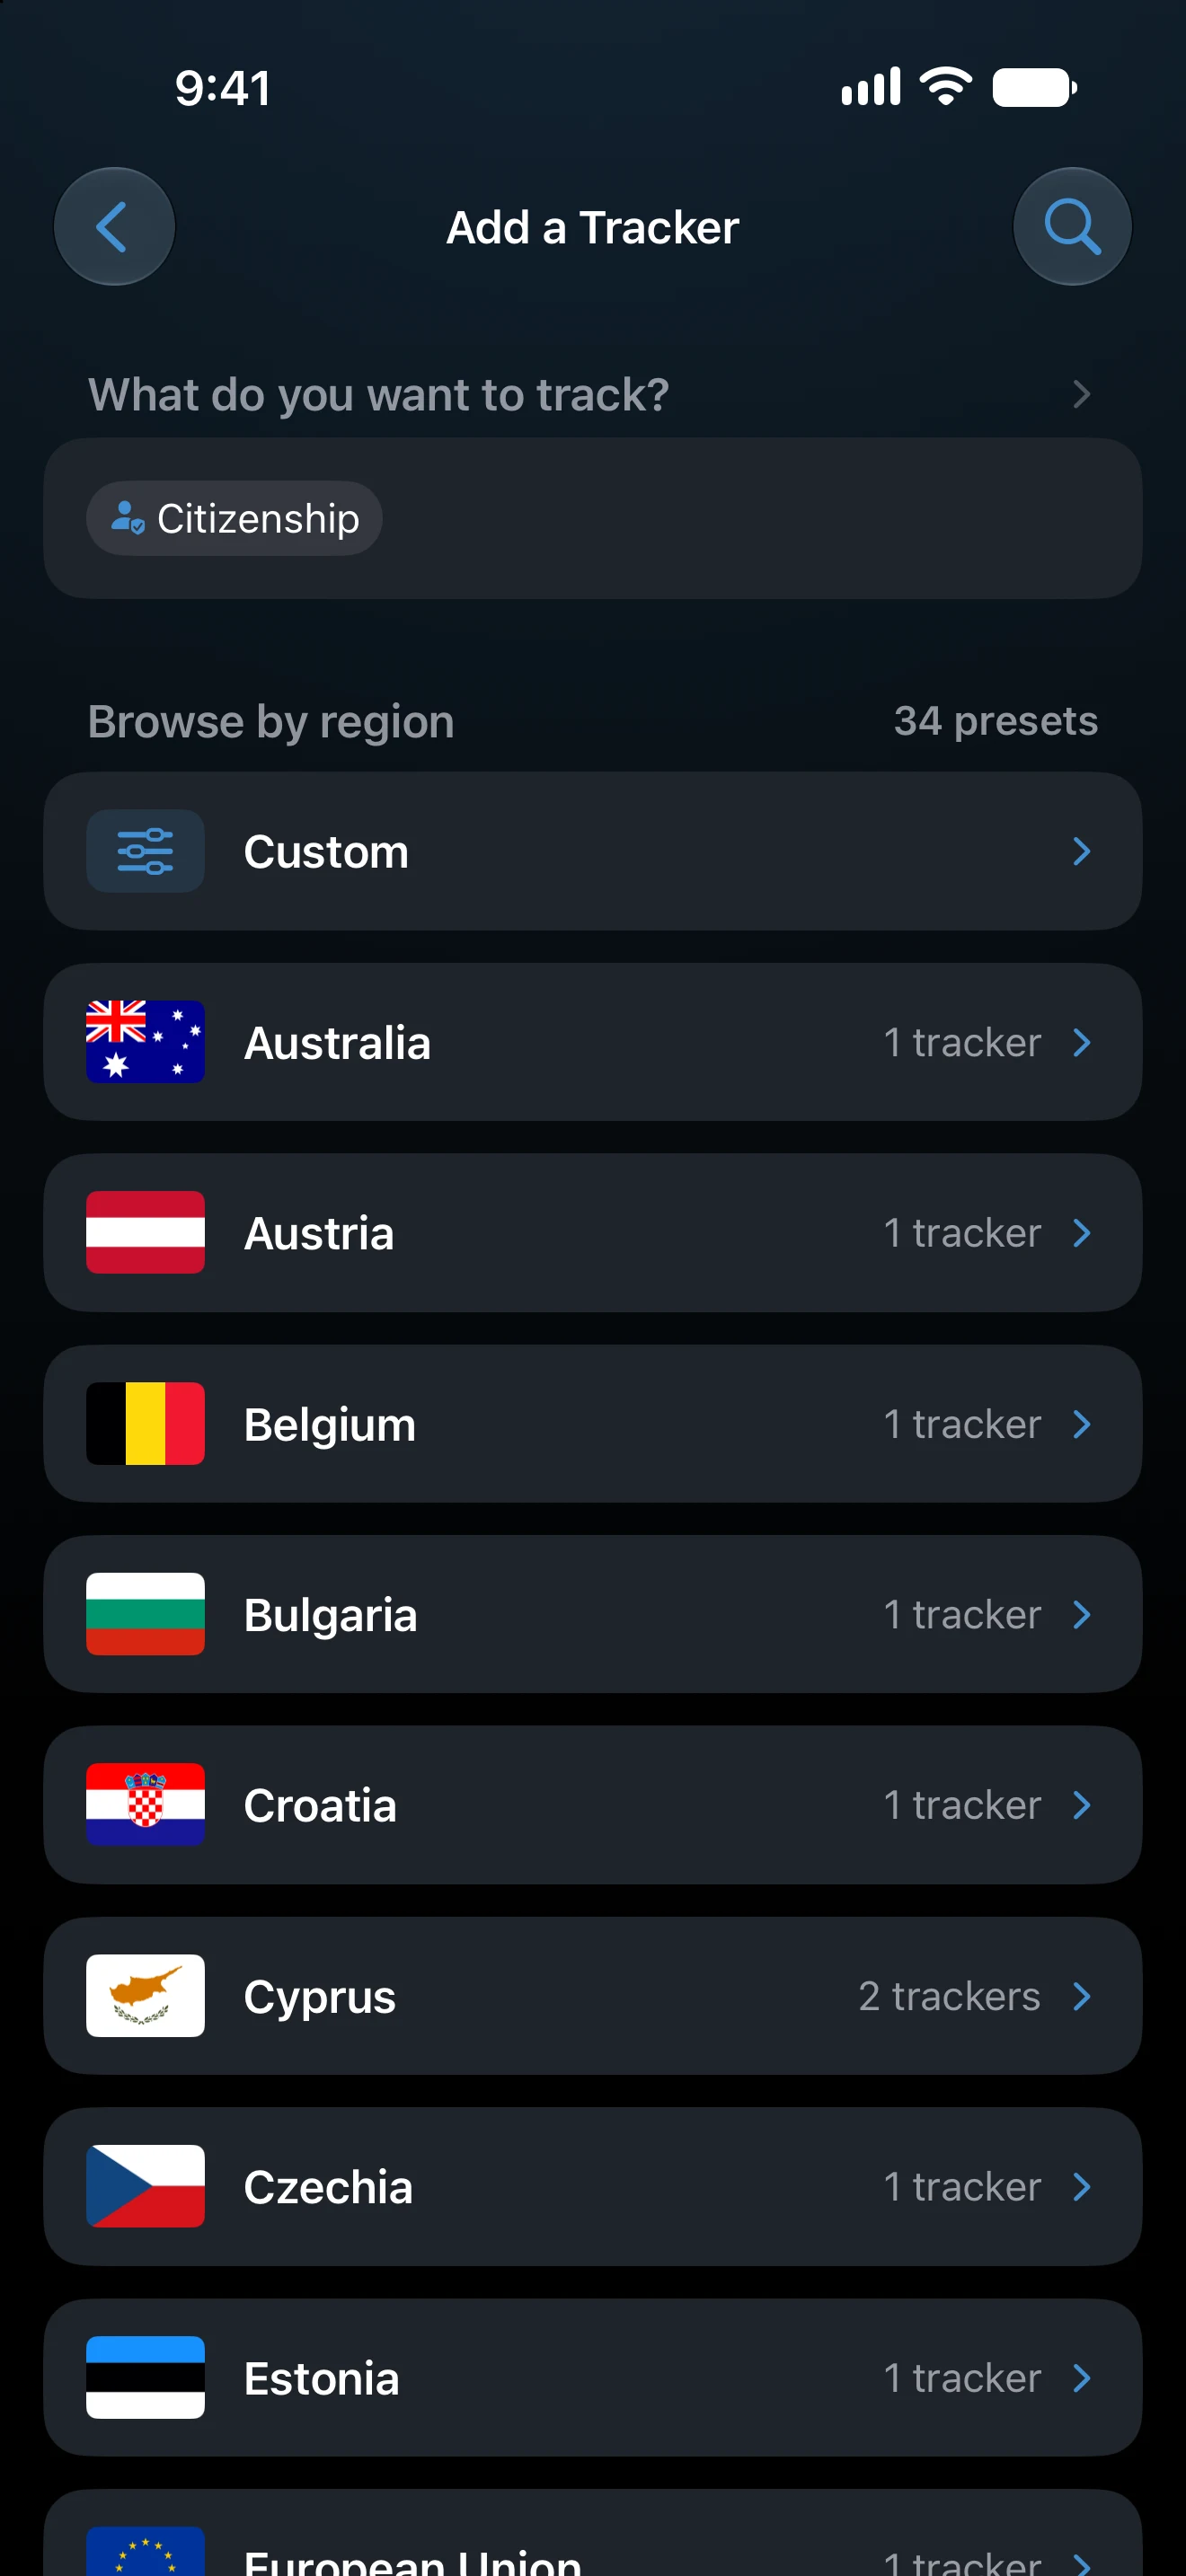 9:41
Add a Tracker
What do you want to track?
Citizenship
Browse by region
34 presets
Custom
Australia
1 tracker
Austria
1 tracker
Belgium
1 tracker
Bulgaria
1 tracker
Croatia
1 tracker
Cyprus
2 trackers
Czechia
1 tracker
Estonia
1 tracker
European Union
1 tracker